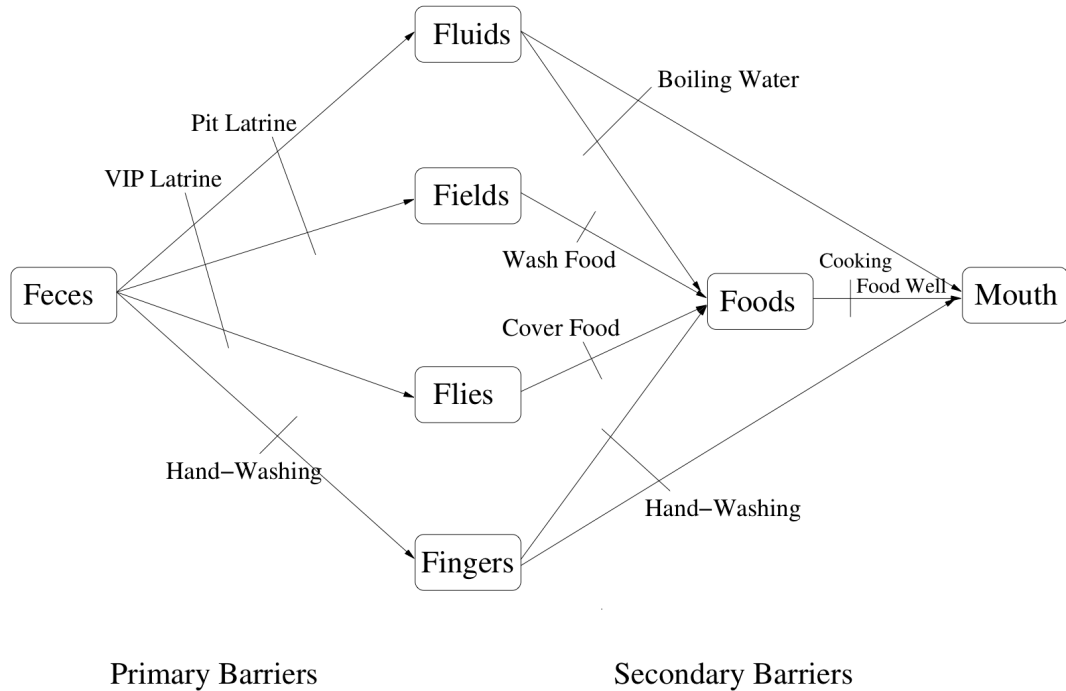 Fluids
Boiling Water
Pit Latrine
VIP Latrine
Fields
Wash Food
Cooking
Food Well
Feces
Foods
Mouth
Cover Food
Flies
Hand−Washing
Hand−Washing
Fingers
Primary Barriers
Secondary Barriers